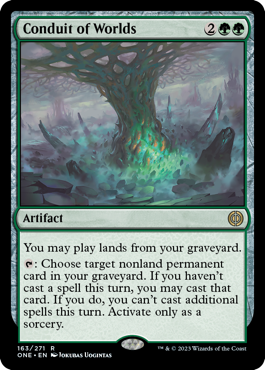 Conduit of Worlds 2
Artifact
You may play lands from your graveyard.
: Choose target nonland permanent
card in your graveyard. If you haven't
cast a spell this turn, you may cast that
card. If you do, you can't cast additional
spells this turn. Activate only as a
sorcery.
163/271 R
ONE • EN JOKUBAS UOGINTAS
™ & © 2023 Wizards of the Coast